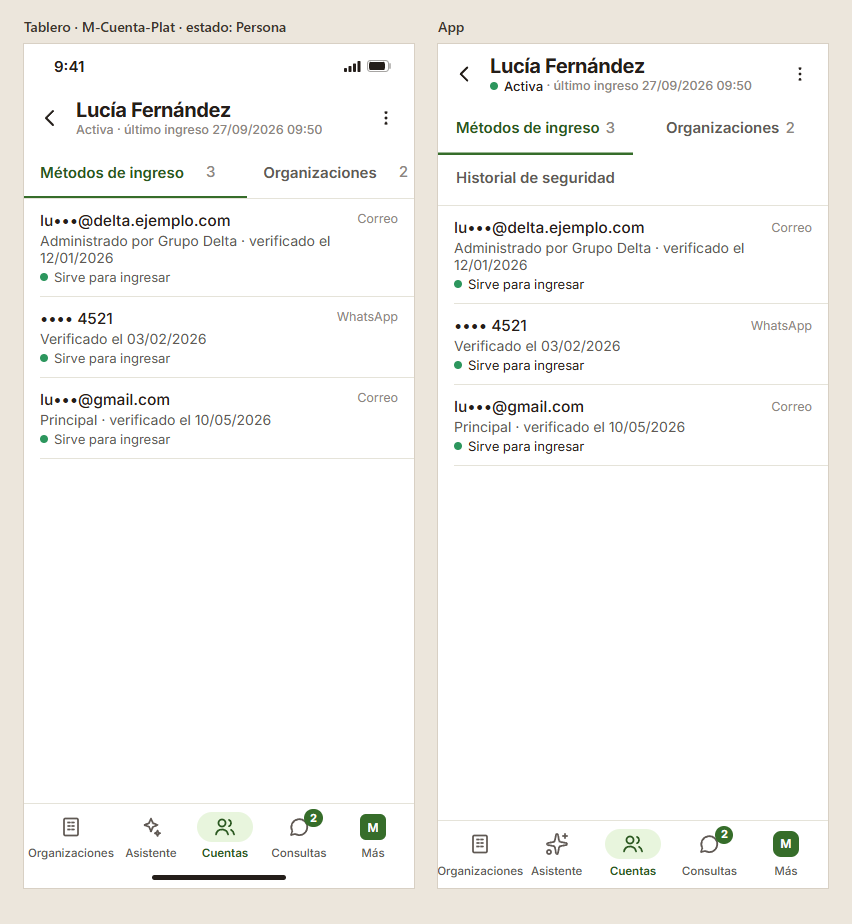 Tablero · M-Cuenta-Plat · estado: Persona
9:41
Lucía Fernández
Activa · último ingreso 27/09/2026 09:50
Métodos de ingreso 3 Organizaciones 2
lu•••@delta.ejemplo.com Correo
Administrado por Grupo Delta · verificado el
12/01/2026
Sirve para ingresar
•••• 4521 WhatsApp
Verificado el 03/02/2026
Sirve para ingresar
lu•••@gmail.com Correo
Principal · verificado el 10/05/2026
Sirve para ingresar
2
M
Organizaciones Asistente Cuentas Consultas Más
App
Lucía Fernández
Activa · último ingreso 27/09/2026 09:50
Métodos de ingreso 3 Organizaciones 2
Historial de seguridad
lu•••@delta.ejemplo.com Correo
Administrado por Grupo Delta · verificado el
12/01/2026
Sirve para ingresar
•••• 4521 WhatsApp
Verificado el 03/02/2026
Sirve para ingresar
lu•••@gmail.com Correo
Principal · verificado el 10/05/2026
Sirve para ingresar
2
M
Organizaciones Asistente Cuentas Consultas Más